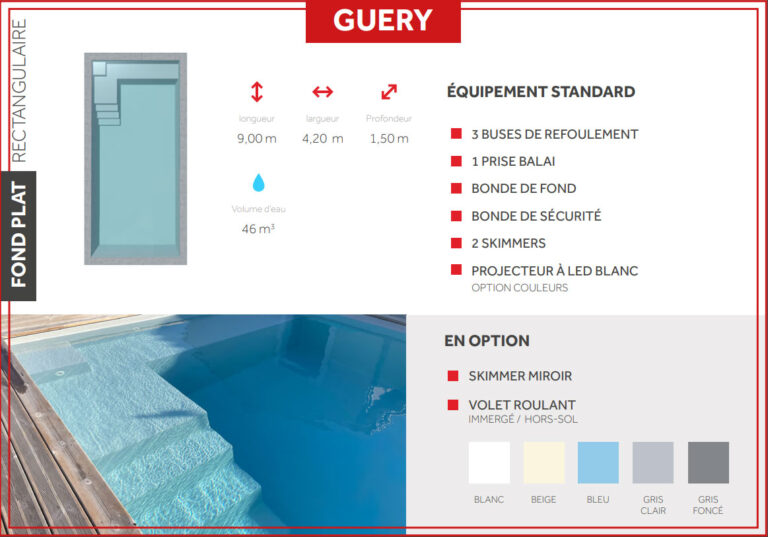 GUERY
RECTANGULAIRE
FOND PLAT
longueur
9,00 m
largueur
4,20 m
Profondeur
1,50 m
Volume d'eau
46 m³
ÉQUIPEMENT STANDARD
3 BUSES DE REFOULEMENT
1 PRISE BALAI
BONDE DE FOND
BONDE DE SÉCURITÉ
2 SKIMMERS
PROJECTEUR À LED BLANC
OPTION COULEURS
EN OPTION
SKIMMER MIROIR
VOLET ROULANT
IMMERGÉ / HORS-SOL
BLANC
BEIGE
BLEU
GRIS
CLAIR
GRIS
FONCÉ